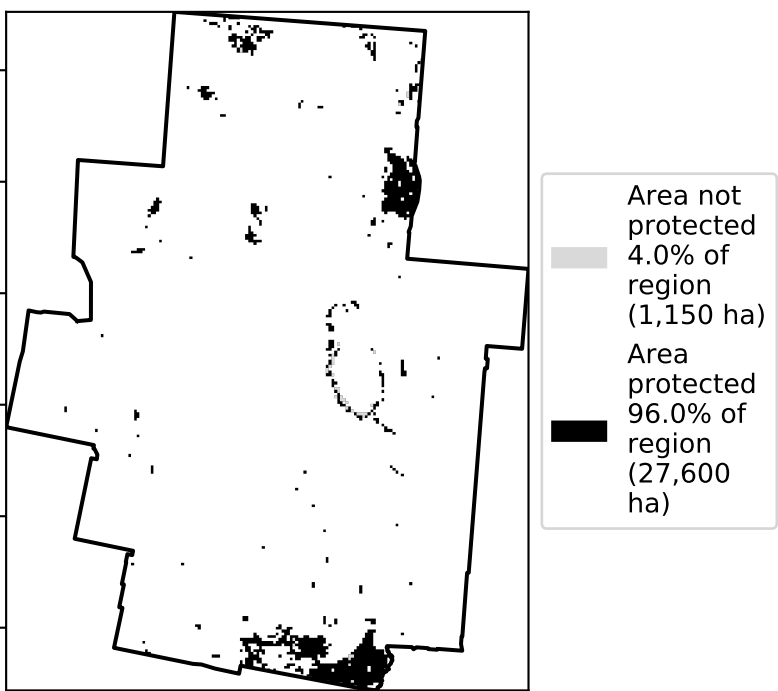 Area not
protected
4.0% of
region
(1,150 ha)
Area
protected
96.0% of
region
(27,600
ha)